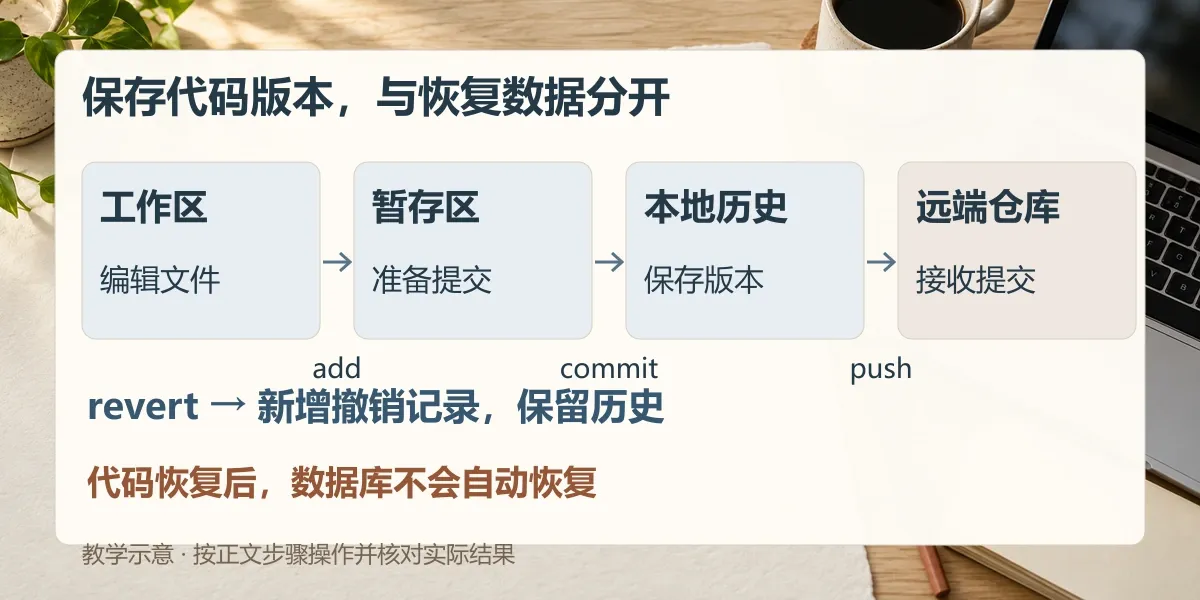 保存代码版本，与恢复数据分开
工作区
编辑文件
→
暂存区
准备提交
→
本地历史
保存版本
→
远端仓库
接收提交
add
commit
push
revert → 新增撤销记录，保留历史
代码恢复后，数据库不会自动恢复
教学示意 · 按正文步骤操作并核对实际结果